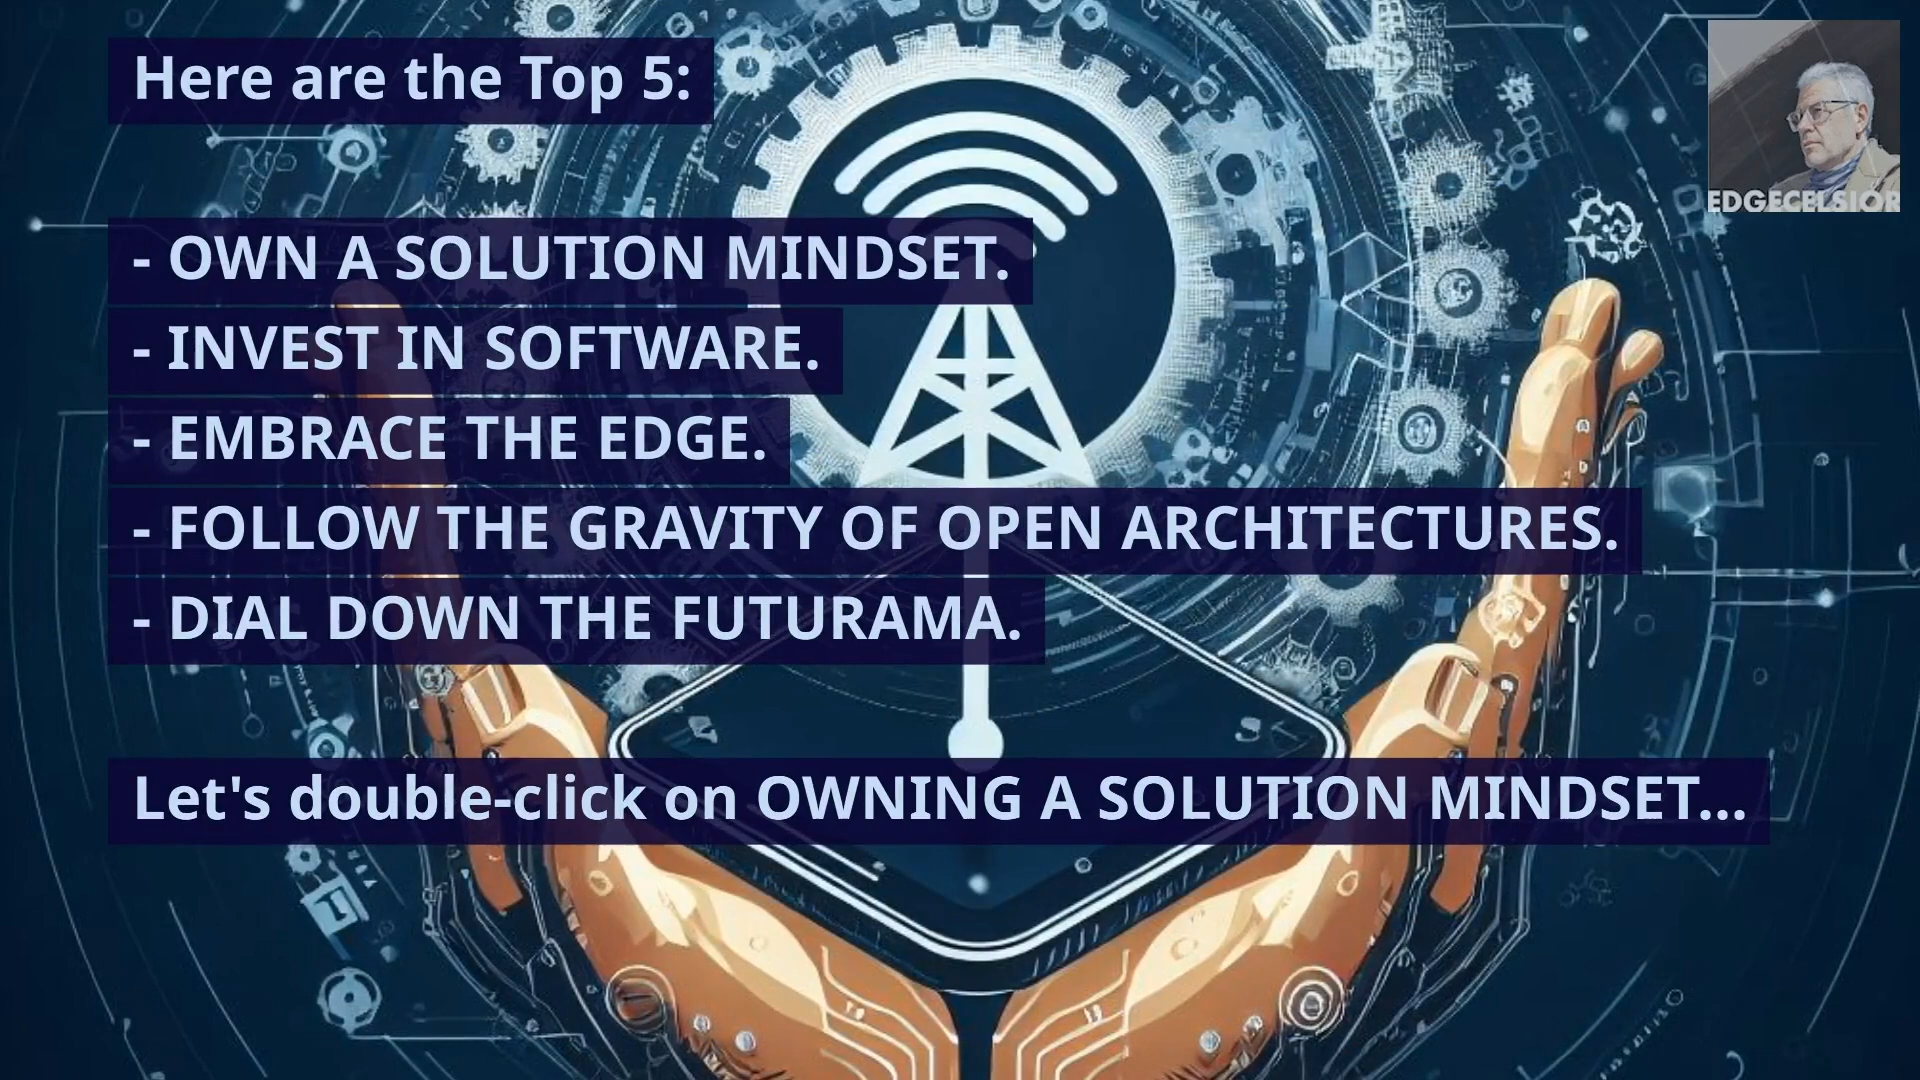 Here are the Top 5:
EDGECELSIOR
- OWN A SOLUTION MINDSET.
- INVEST IN SOFTWARE.
- EMBRACE THE EDGE.
- FOLLOW THE GRAVITY OF OPEN ARCHITECTURES.
- DIAL DOWN THE FUTURAMA.
Let's double-click on OWNING A SOLUTION MINDSET...